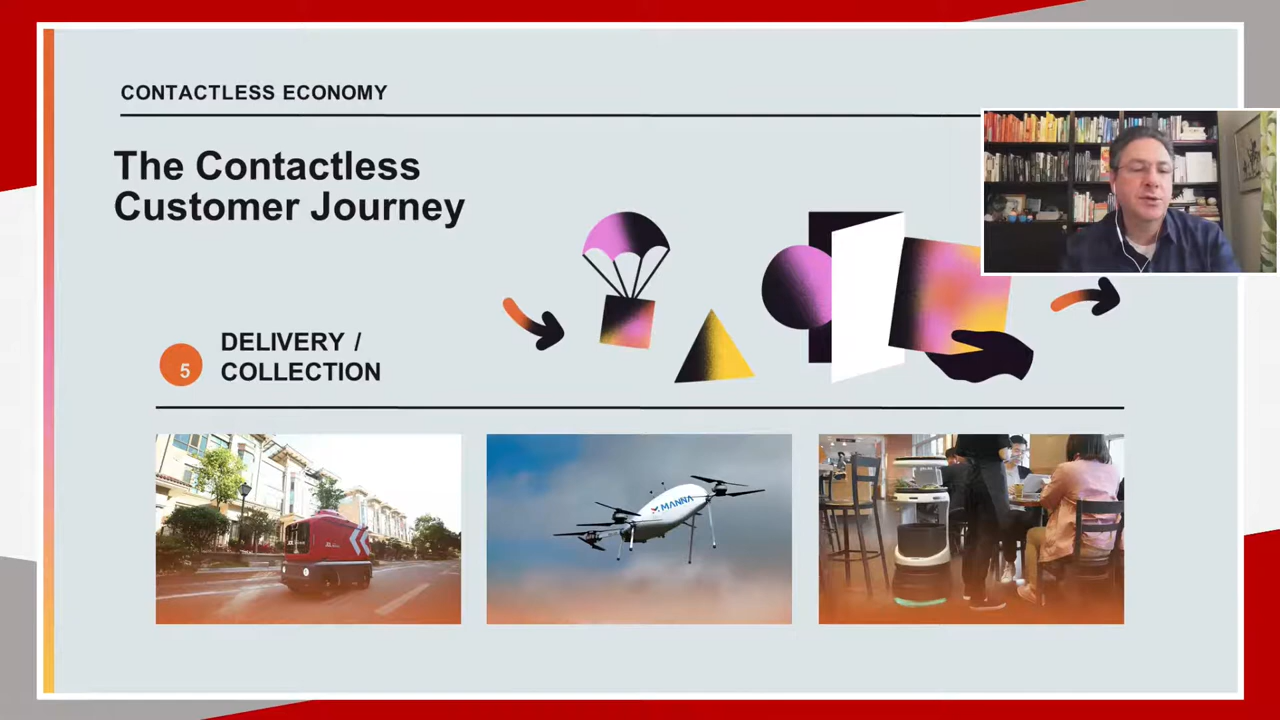 CONTACTLESS ECONOMY
The Contactless
Customer Journey
5
DELIVERY /
COLLECTION
MANNA